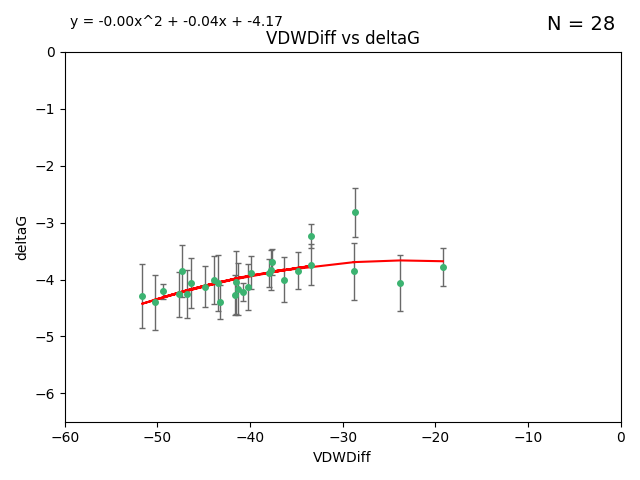 y = -0.00x^2 + -0.04x + -4.17
N = 28
VDWDiff vs deltaG
0
−1
−2
−3
−4
−5
−6
deltaG
−60 −50 −40 −30 −20 −10 0
VDWDiff